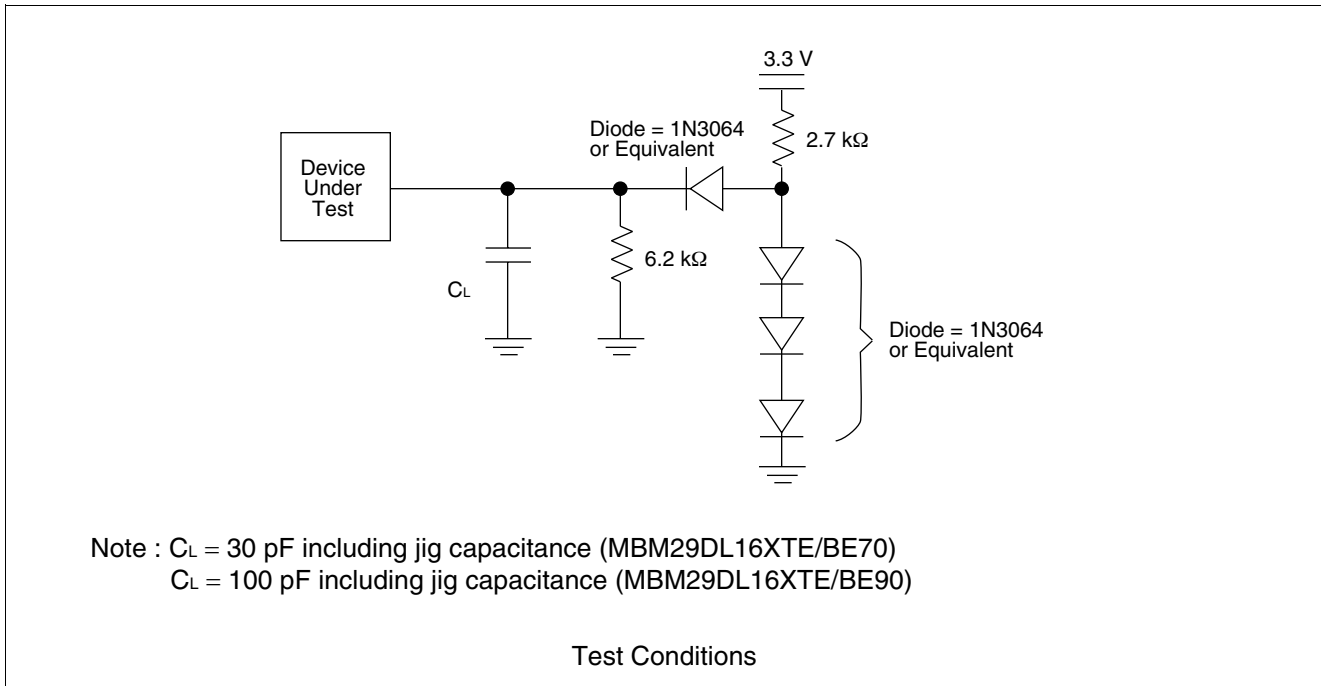 3.3 V
Diode = 1N3064
or Equivalent
2.7 kΩ
Device
Under
Test
6.2 kΩ
CL
Diode = 1N3064
or Equivalent
Note : CL = 30 pF including jig capacitance (MBM29DL16XTE/BE70)
CL = 100 pF including jig capacitance (MBM29DL16XTE/BE90)
Test Conditions